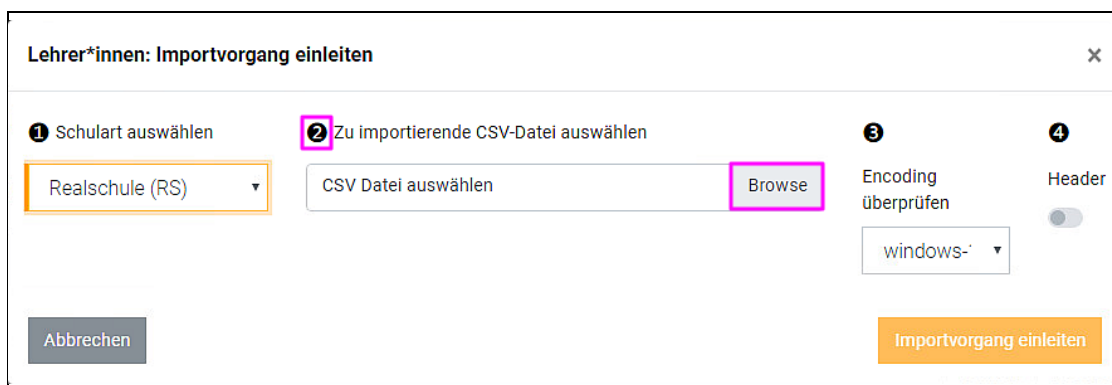 Lehrer*innen: Importvorgang einleiten ×
❶ Schulart auswählen
❷ Zu importierende CSV-Datei auswählen
❸
❹
Realschule (RS)
CSV Datei auswählen
Browse
Encoding
überprüfen
Header
windows-
Abbrechen
Importvorgang einleiten